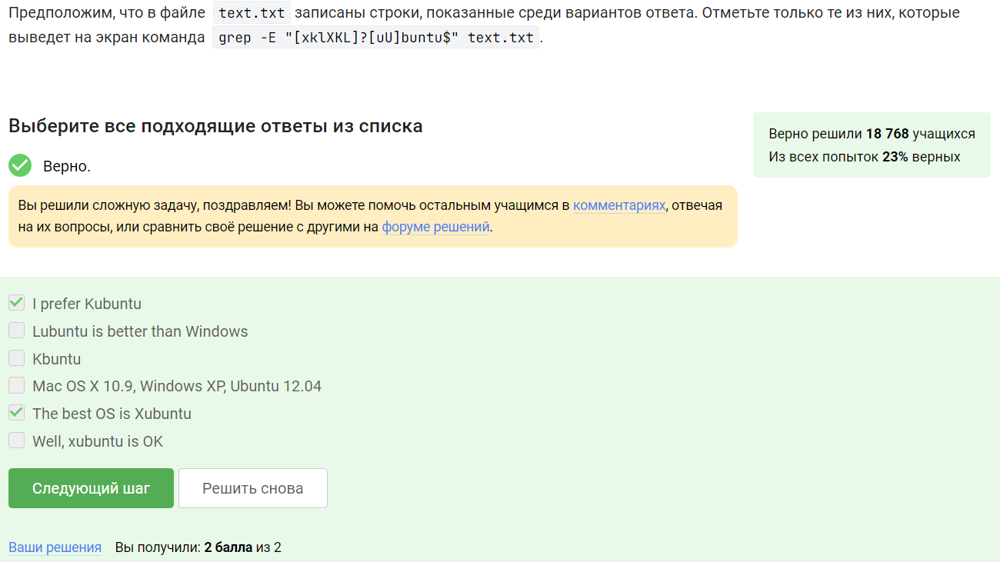 Предположим, что в файле text.txt записаны строки, показанные среди вариантов ответа. Отметьте только те из них, которые
выведет на экран команда grep -E "[xklXKL]?[uU]buntu$" text.txt.
Выберите все подходящие ответы из списка
Верно решили 18 768 учащихся
Из всех попыток 23% верных
Верно.
Вы решили сложную задачу, поздравляем! Вы можете помочь остальным учащимся в комментариях, отвечая
на их вопросы, или сравнить своё решение с другими на форуме решений.
I prefer Kubuntu
Lubuntu is better than Windows
Kbuntu
Mac OS X 10.9, Windows XP, Ubuntu 12.04
The best OS is Xubuntu
Well, xubuntu is OK
Следующий шаг Решить снова
Ваши решения Вы получили: 2 балла из 2